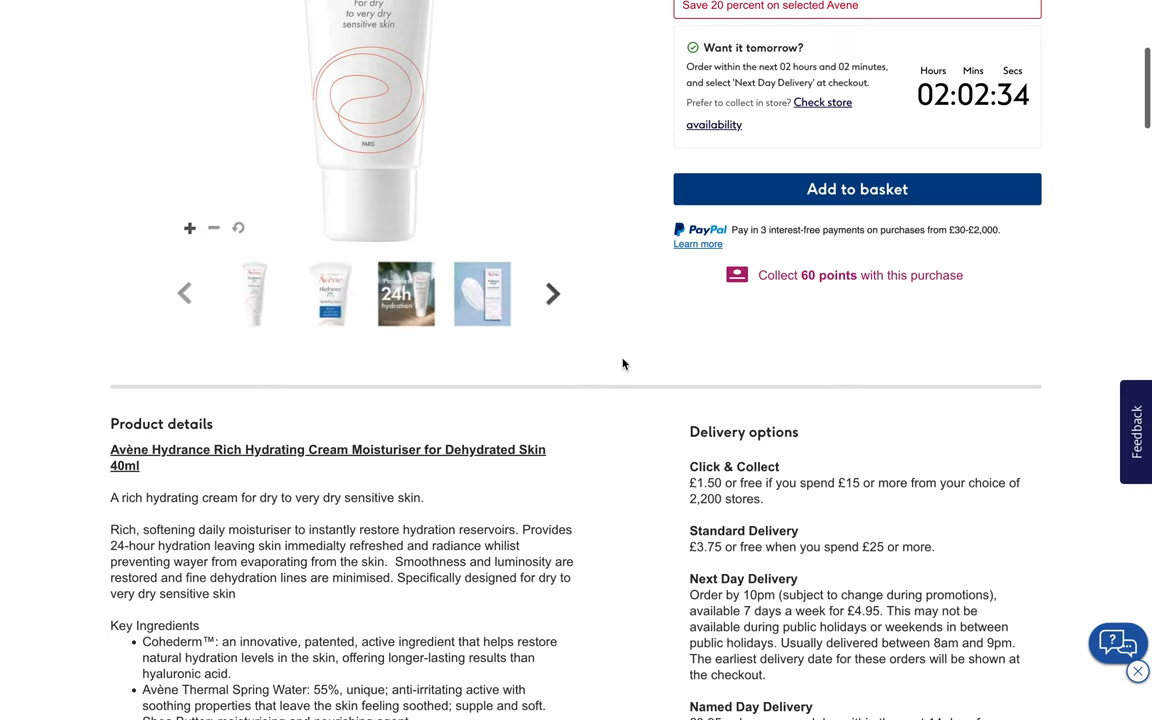 For dry
to very dry
sensitive skin
PARIS
Save 20 percent on selected Avene
Want it tomorrow?
Order within the next 02 hours and 02 minutes,
and select 'Next Day Delivery' at checkout.
Prefer to collect in store? Check store
availability
Hours Mins Secs
02:02:34
Add to basket
PayPal Pay in 3 interest-free payments on purchases from £30-£2,000.
Learn more
Collect 60 points with this purchase
Avène
Avène
Hydrance
24h
hydration
Feedback
Product details
Avène Hydrance Rich Hydrating Cream Moisturiser for Dehydrated Skin
40ml
A rich hydrating cream for dry to very dry sensitive skin.
Rich, softening daily moisturiser to instantly restore hydration reservoirs. Provides
24-hour hydration leaving skin immedialty refreshed and radiance whilist
preventing wayer from evaporating from the skin.  Smoothness and luminosity are
restored and fine dehydration lines are minimised. Specifically designed for dry to
very dry sensitive skin
Key Ingredients
Cohederm™: an innovative, patented, active ingredient that helps restore
natural hydration levels in the skin, offering longer-lasting results than
hyaluronic acid.
Avène Thermal Spring Water: 55%, unique; anti-irritating active with
soothing properties that leave the skin feeling soothed; supple and soft.
Shea Butter: moisturising and nourishing agent
Delivery options
Click & Collect
£1.50 or free if you spend £15 or more from your choice of
2,200 stores.
Standard Delivery
£3.75 or free when you spend £25 or more.
Next Day Delivery
Order by 10pm (subject to change during promotions),
available 7 days a week for £4.95. This may not be
available during public holidays or weekends in between
public holidays. Usually delivered between 8am and 9pm.
The earliest delivery date for these orders will be shown at
the checkout.
Named Day Delivery